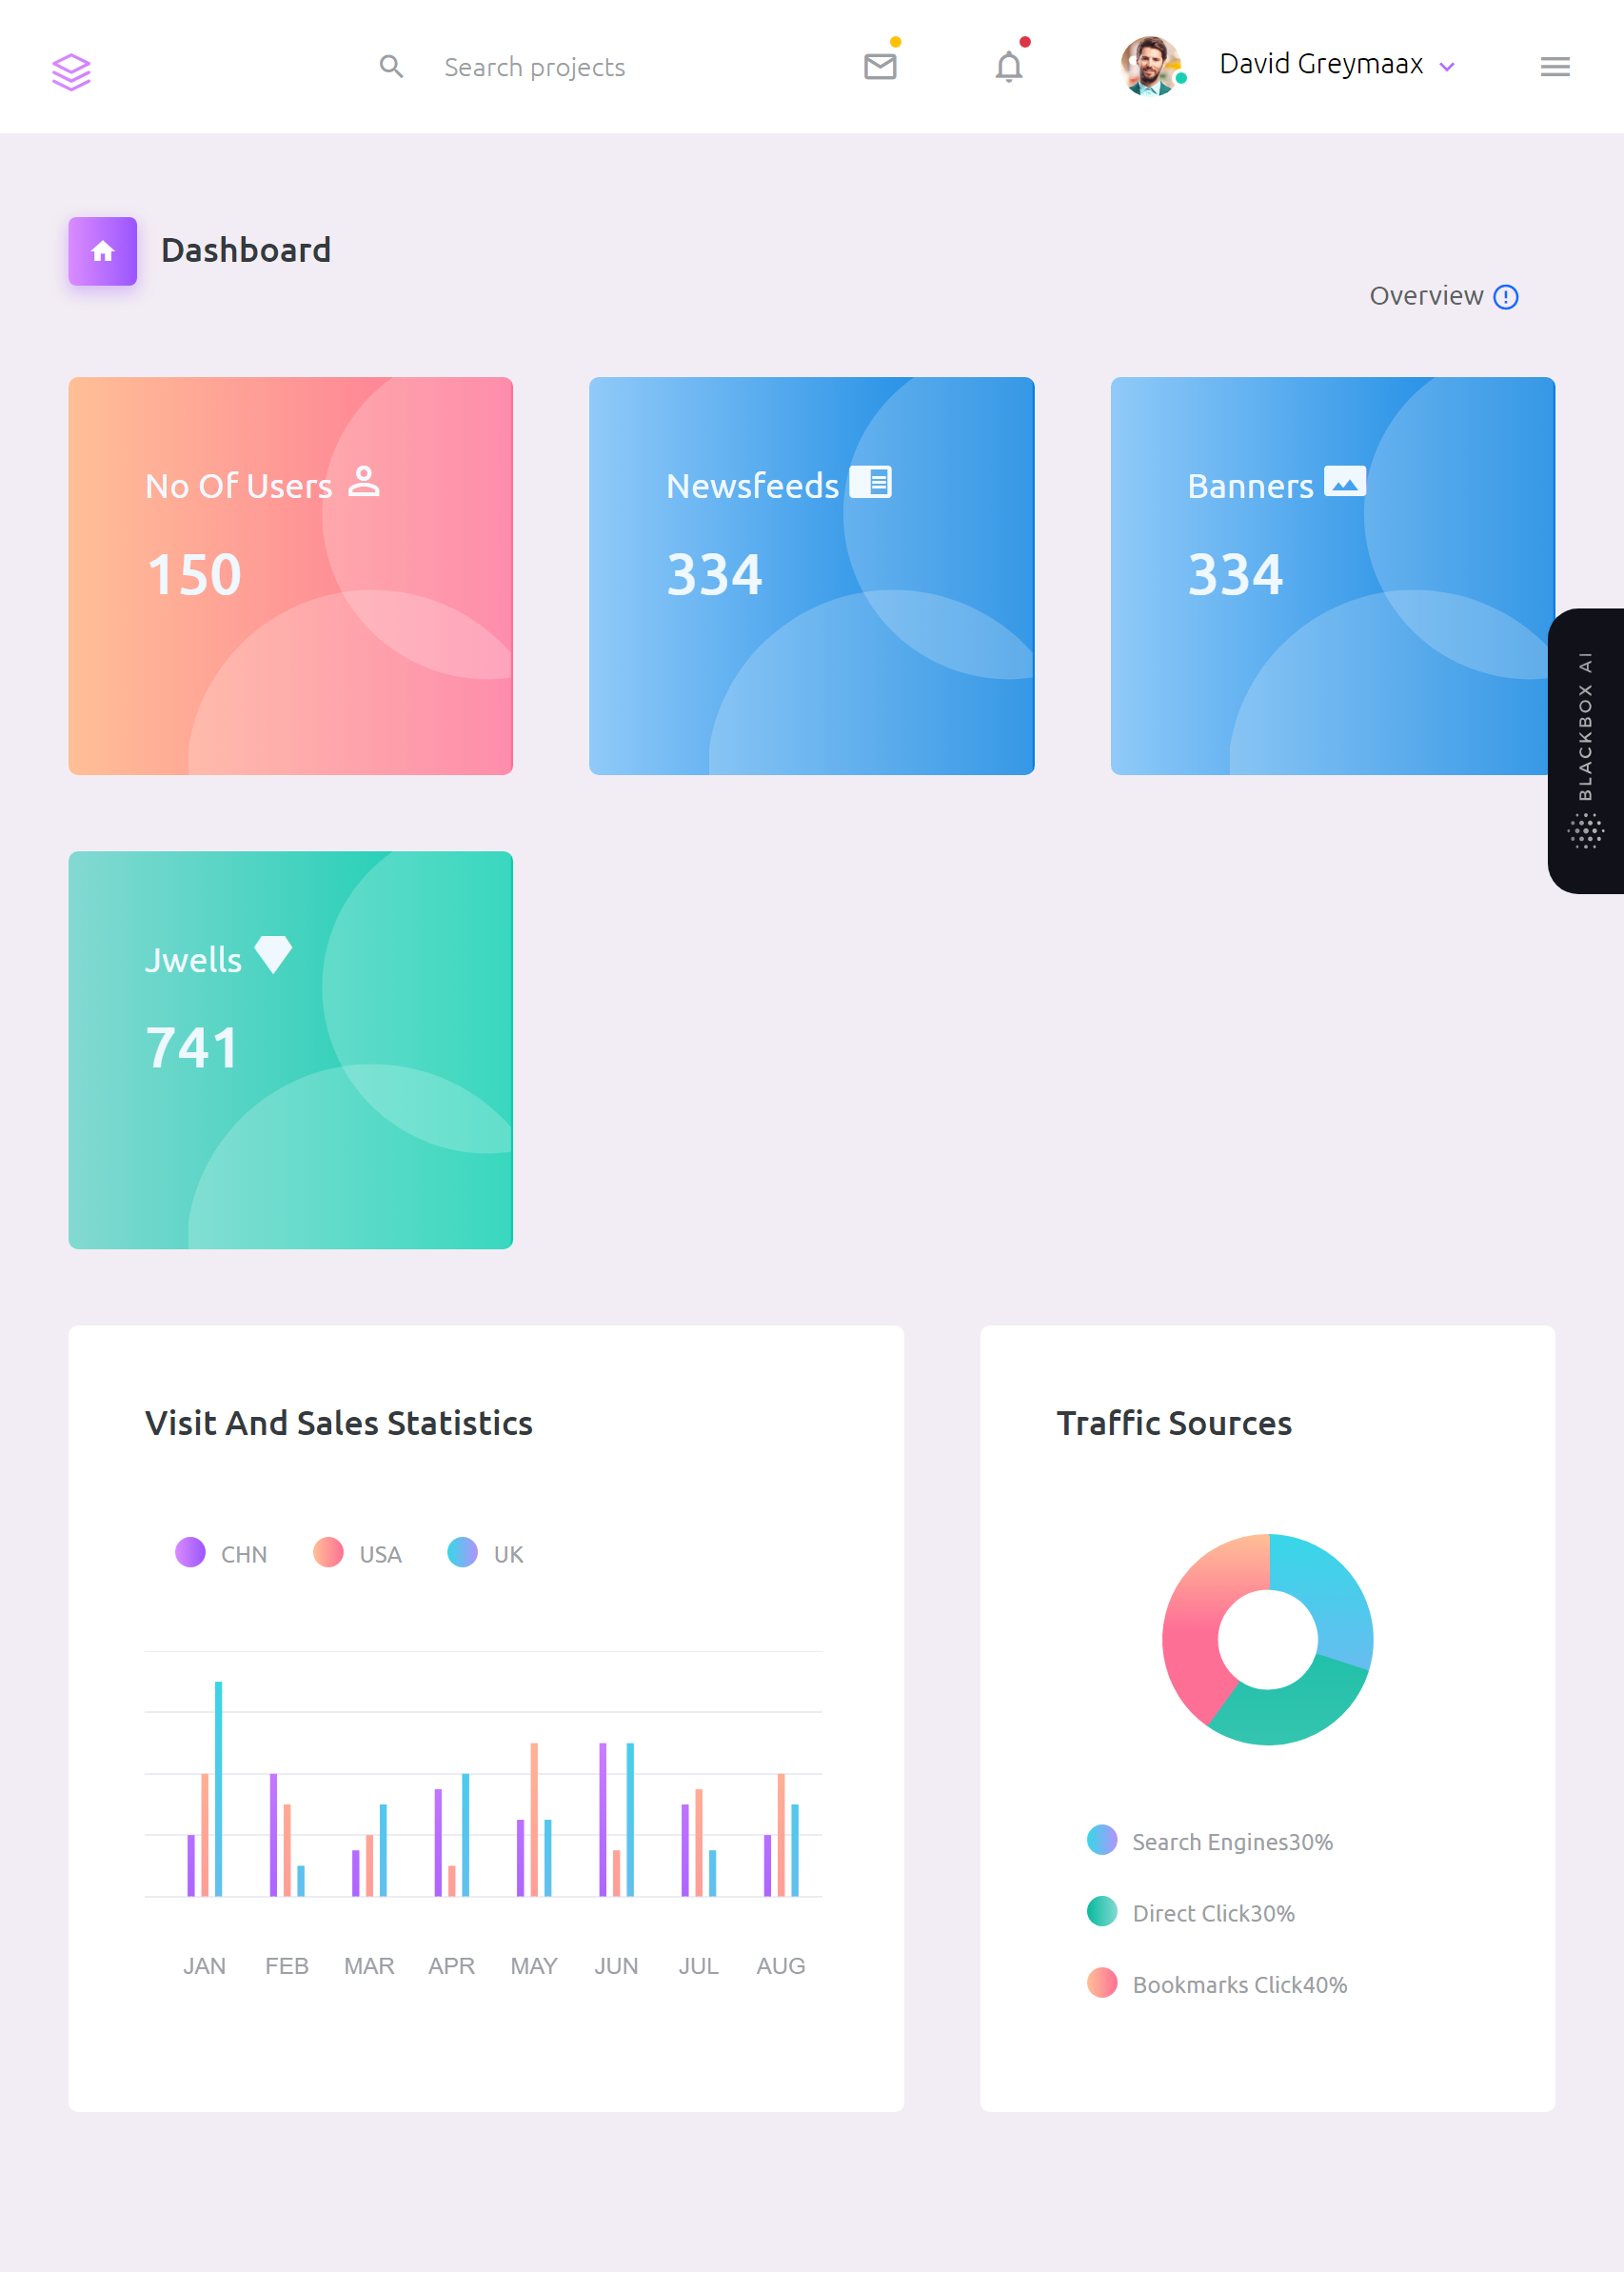 Search projects
David Greymaax
Dashboard
Overview
No Of Users
150
Newsfeeds
334
Banners
334
BLACKBOX AI
Jwells
741
Visit And Sales Statistics
CHN USA UK
JAN FEB MAR APR MAY JUN JUL AUG
Traffic Sources
Search Engines30%
Direct Click30%
Bookmarks Click40%